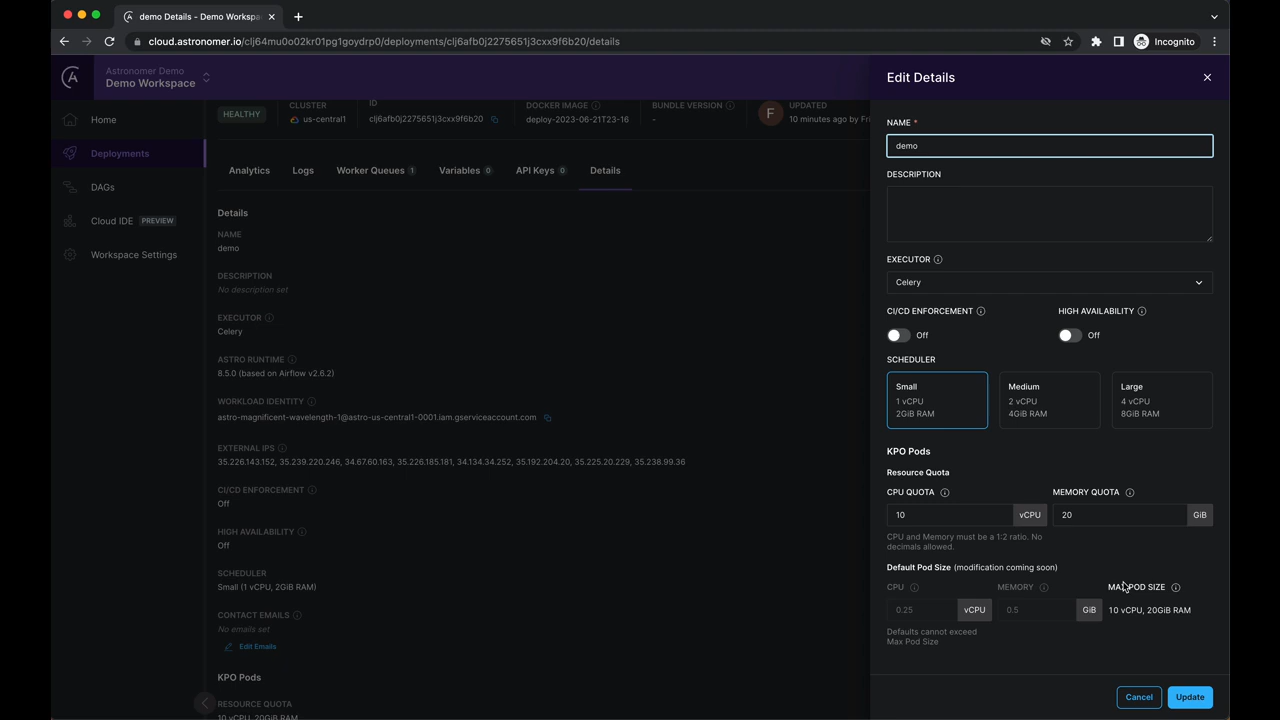 demo Details - Demo Workspa
cloud.astronomer.io/clj64mu0o02kr01pg1goydrp0/deployments/clj6afb0j2275651j3cxx9f6b20/details
Incognito
Astronomer Demo
Demo Workspace
Home
Deployments
DAGs
Cloud IDE PREVIEW
Workspace Settings
HEALTHY
CLUSTER
us-central1
ID
clj6afb0j2275651j3cxx9f6b20
DOCKER IMAGE
deploy-2023-06-21T23-16
BUNDLE VERSION
-
F
UPDATED
10 minutes ago by Fri
Analytics
Logs
Worker Queues 1
Variables 0
API Keys 0
Details
Details
NAME
demo
DESCRIPTION
No description set
EXECUTOR
Celery
ASTRO RUNTIME
8.5.0 (based on Airflow v2.6.2)
WORKLOAD IDENTITY
astro-magnificent-wavelength-1@astro-us-central1-0001.iam.gserviceaccount.com
EXTERNAL IPS
35.226.143.152, 35.239.220.246, 34.67.60.163, 35.226.185.181, 34.134.34.252, 35.192.204.20, 35.225.20.229, 35.238.99.36
CI/CD ENFORCEMENT
Off
HIGH AVAILABILITY
Off
SCHEDULER
Small (1 vCPU, 2GiB RAM)
CONTACT EMAILS
No emails set
Edit Emails
KPO Pods
RESOURCE QUOTA
10 vCPU, 20GiB RAM
Edit Details
NAME *
demo
DESCRIPTION
EXECUTOR
Celery
CI/CD ENFORCEMENT
Off
HIGH AVAILABILITY
Off
SCHEDULER
Small
1 vCPU
2GiB RAM
Medium
2 vCPU
4GiB RAM
Large
4 vCPU
8GiB RAM
KPO Pods
Resource Quota
CPU QUOTA
10 vCPU
MEMORY QUOTA
20 GiB
CPU and Memory must be a 1:2 ratio. No
decimals allowed.
Default Pod Size (modification coming soon)
CPU
0.25 vCPU
MEMORY
0.5 GiB
MAX POD SIZE
10 vCPU, 20GiB RAM
Defaults cannot exceed
Max Pod Size
Cancel
Update